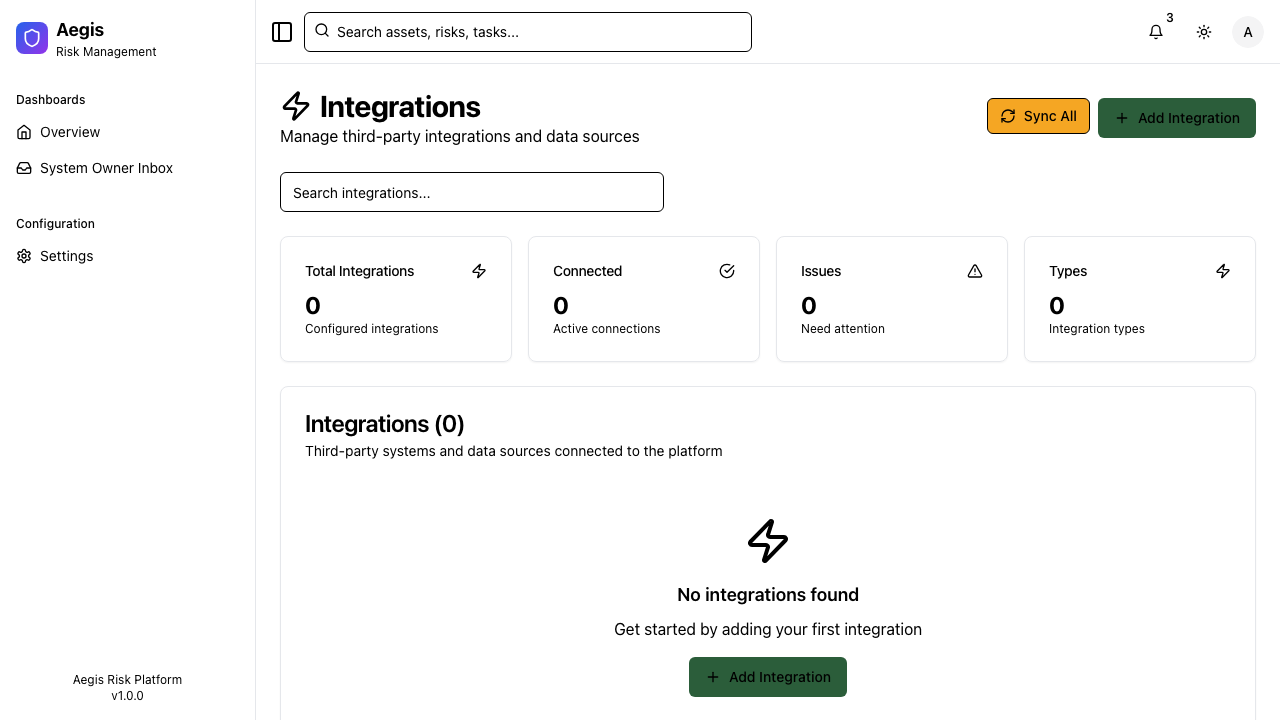 Aegis
Risk Management
Dashboards
Overview
System Owner Inbox
Configuration
Settings
Aegis Risk Platform
v1.0.0
Search assets, risks, tasks...
3
A
Integrations
Manage third-party integrations and data sources
Sync All
Add Integration
Search integrations...
Total Integrations
0
Configured integrations
Connected
0
Active connections
Issues
0
Need attention
Types
0
Integration types
Integrations (0)
Third-party systems and data sources connected to the platform
No integrations found
Get started by adding your first integration
Add Integration